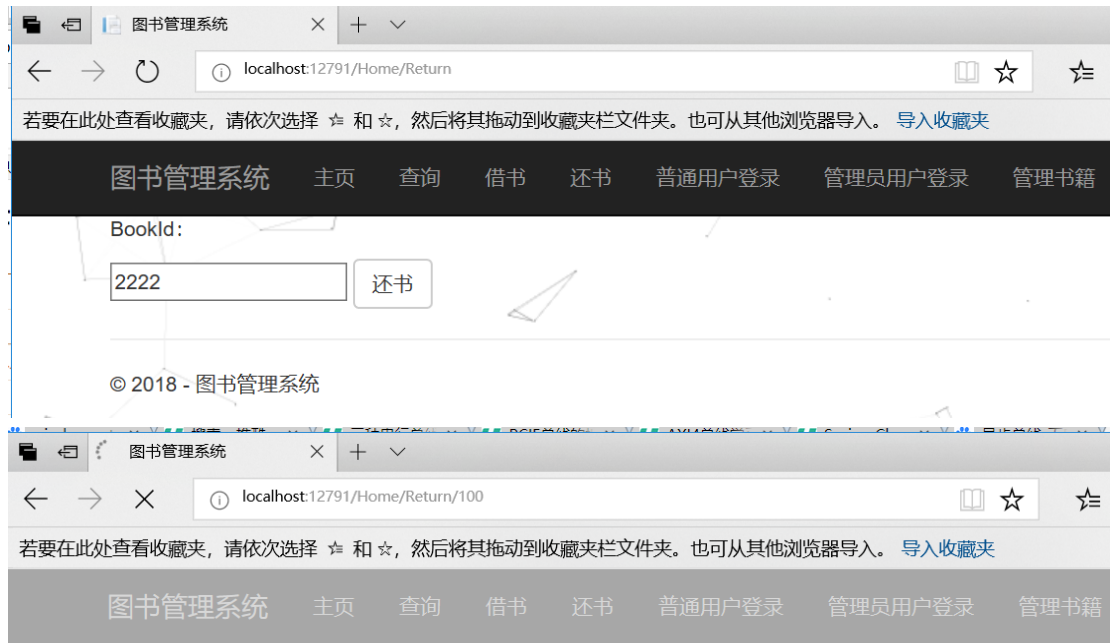 图书管理系统
localhost:12791/Home/Return
若要在此处查看收藏夹，请依次选择 和 ，然后将其拖动到收藏夹栏文件夹。也可从其他浏览器导入。 导入收藏夹
图书管理系统 主页 查询 借书 还书 普通用户登录 管理员用户登录 管理书籍
BookId：
2222 还书
© 2018 - 图书管理系统
图书管理系统
localhost:12791/Home/Return/100
若要在此处查看收藏夹，请依次选择 和 ，然后将其拖动到收藏夹栏文件夹。也可从其他浏览器导入。 导入收藏夹
图书管理系统 主页 查询 借书 还书 普通用户登录 管理员用户登录 管理书籍